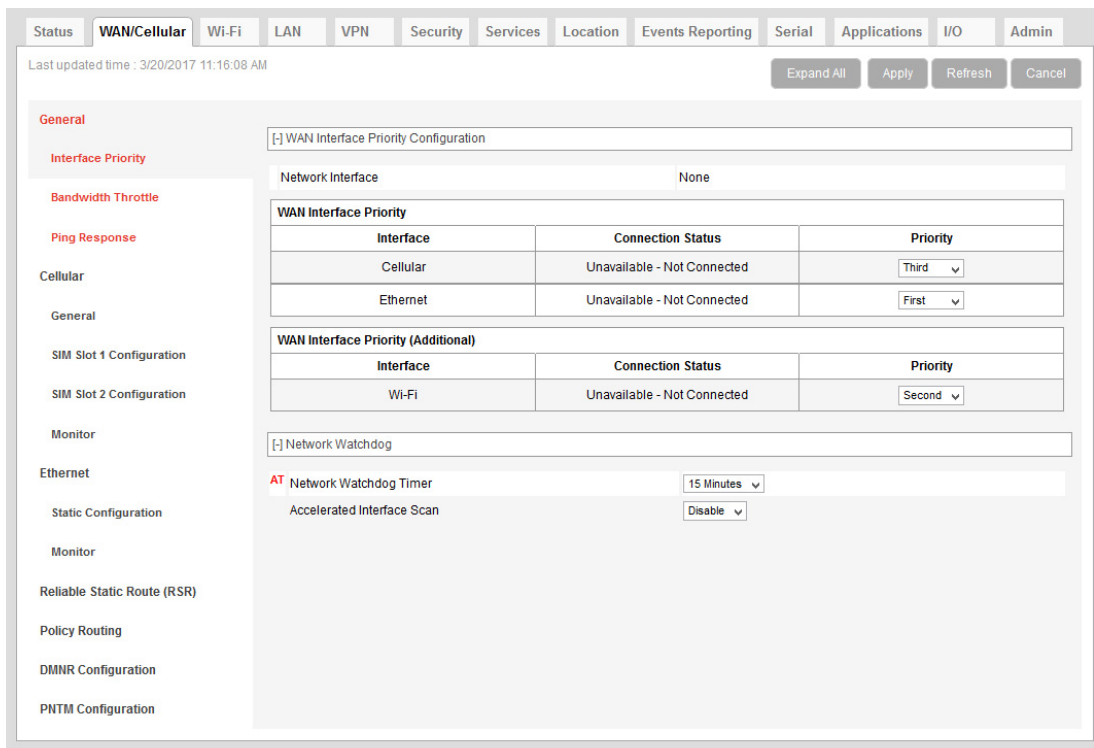 Status WAN/Cellular Wi-Fi LAN VPN Security Services Location Events Reporting Serial Applications I/O Admin
Last updated time : 3/20/2017 11:16:08 AM
Expand All Apply Refresh Cancel
General
Interface Priority
Bandwidth Throttle
Ping Response
Cellular
General
SIM Slot 1 Configuration
SIM Slot 2 Configuration
Monitor
Ethernet
Static Configuration
Monitor
Reliable Static Route (RSR)
Policy Routing
DMNR Configuration
PNTM Configuration
[-] WAN Interface Priority Configuration
Network Interface None
WAN Interface Priority
Interface Connection Status Priority
Cellular Unavailable - Not Connected Third
Ethernet Unavailable - Not Connected First
WAN Interface Priority (Additional)
Interface Connection Status Priority
Wi-Fi Unavailable - Not Connected Second
[-] Network Watchdog
AT Network Watchdog Timer 15 Minutes
Accelerated Interface Scan Disable